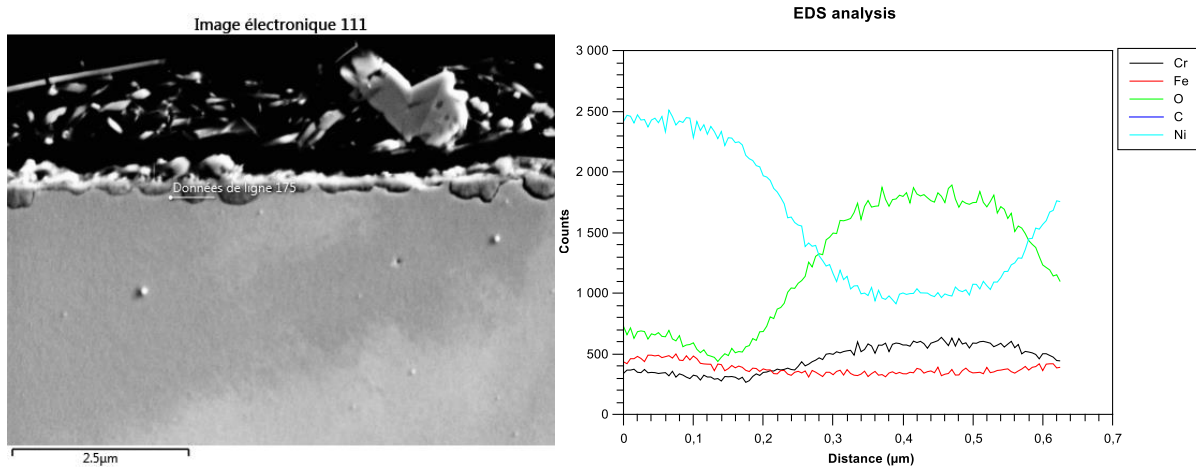 Image électronique 111
Données de ligne 175
2.5µm
EDS analysis
3 000
2 500
2 000
1 500
1 000
500
0
Counts
0
0,1
0,2
0,3
0,4
0,5
0,6
0,7
Distance (µm)
Cr
Fe
O
C
Ni